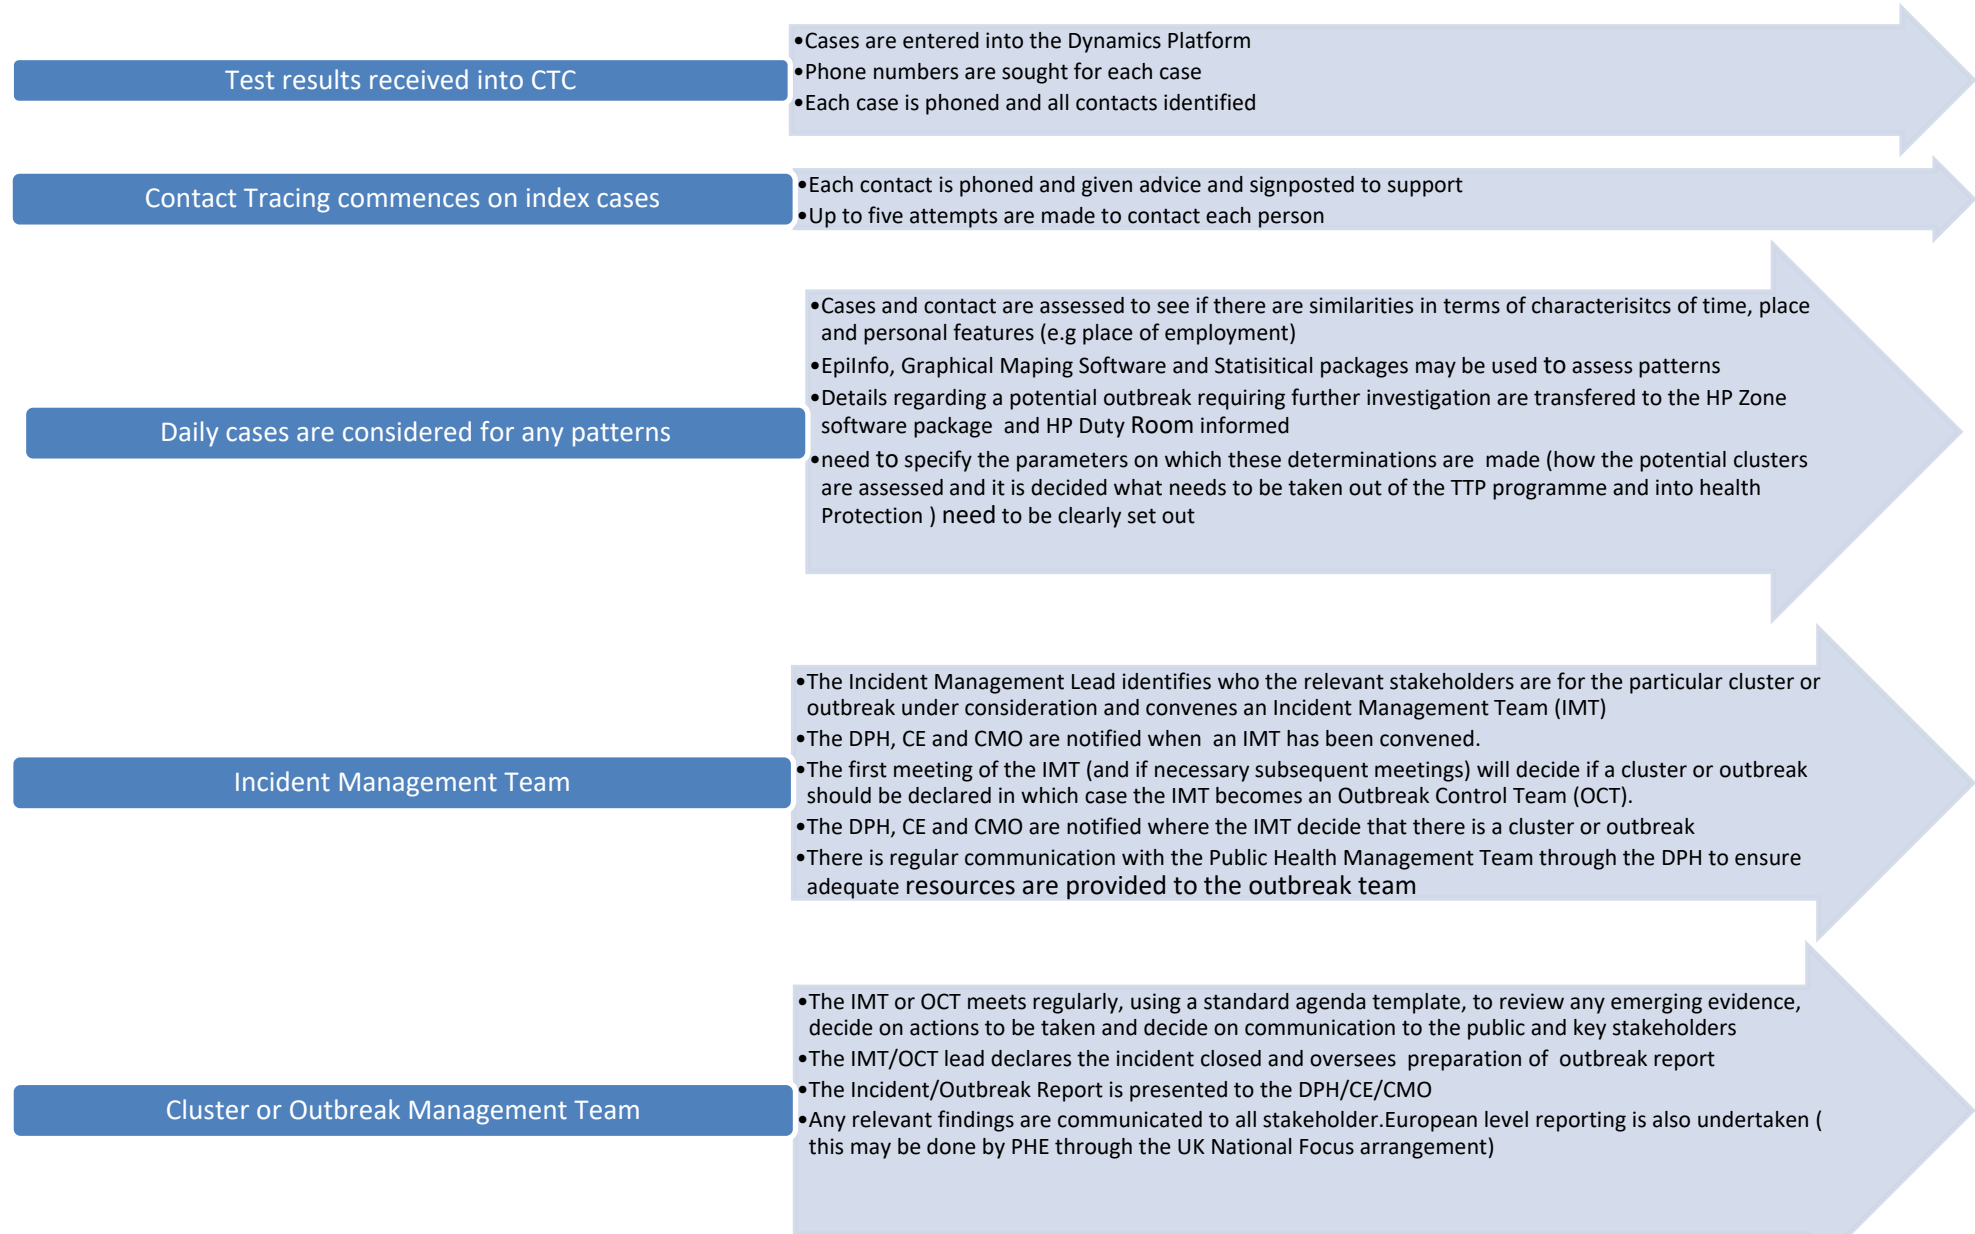 Test results received into CTC
•Cases are entered into the Dynamics Platform
•Phone numbers are sought for each case
•Each case is phoned and all contacts identified
Contact Tracing commences on index cases
•Each contact is phoned and given advice and signposted to support
•Up to five attempts are made to contact each person
Daily cases are considered for any patterns
•Cases and contact are assessed to see if there are similarities in terms of characterisitcs of time, place
and personal features (e.g place of employment)
•EpiInfo, Graphical Maping Software and Statisitical packages may be used to assess patterns
•Details regarding a potential outbreak requiring further investigation are transfered to the HP Zone
software package  and HP Duty Room informed
•need to specify the parameters on which these determinations are  made (how the potential clusters
are assessed and it is decided what needs to be taken out of the TTP programme and into health
Protection ) need to be clearly set out
Incident Management Team
•The Incident Management Lead identifies who the relevant stakeholders are for the particular cluster or
outbreak under consideration and convenes an Incident Management Team (IMT)
•The DPH, CE and CMO are notified when  an IMT has been convened.
•The first meeting of the IMT (and if necessary subsequent meetings) will decide if a cluster or outbreak
should be declared in which case the IMT becomes an Outbreak Control Team (OCT).
•The DPH, CE and CMO are notified where the IMT decide that there is a cluster or outbreak
•There is regular communication with the Public Health Management Team through the DPH to ensure
adequate resources are provided to the outbreak team
Cluster or Outbreak Management Team
•The IMT or OCT meets regularly, using a standard agenda template, to review any emerging evidence,
decide on actions to be taken and decide on communication to the public and key stakeholders
•The IMT/OCT lead declares the incident closed and oversees  preparation of  outbreak report
•The Incident/Outbreak Report is presented to the DPH/CE/CMO
•Any relevant findings are communicated to all stakeholder.European level reporting is also undertaken (
this may be done by PHE through the UK National Focus arrangement)